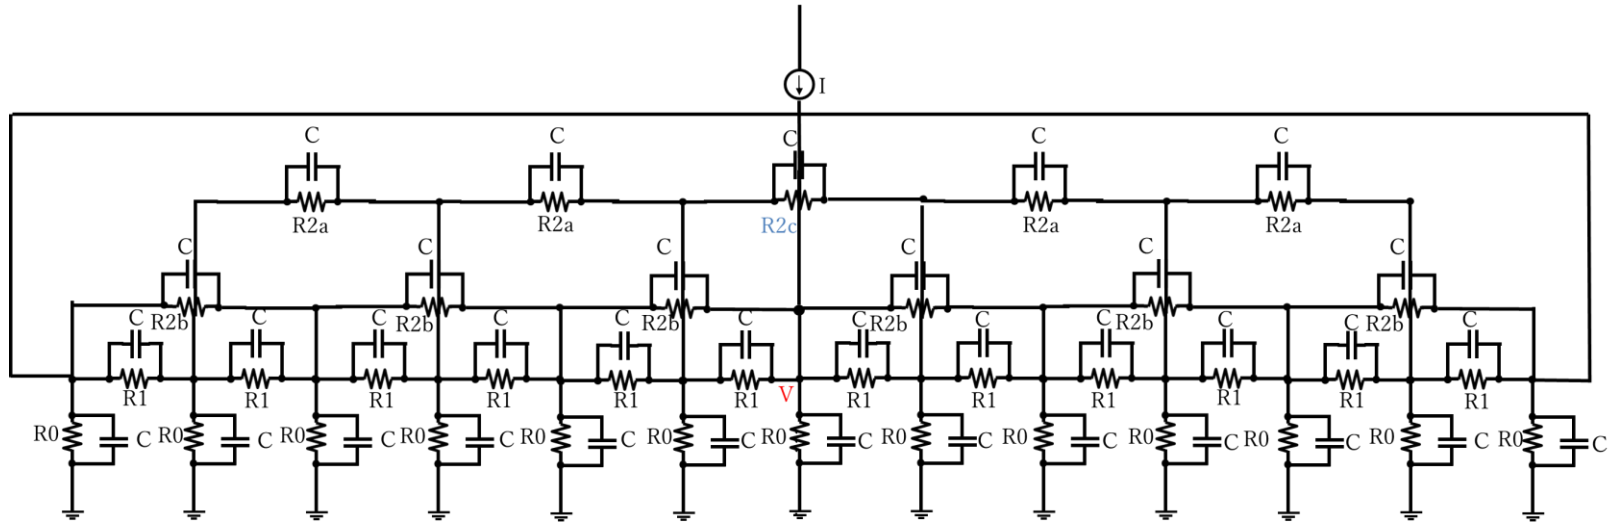 I
C C C C C
R2a R2a R2c R2a R2a
C C C C C C
R2b R2b R2b R2b R2b R2b
C C C C C C C C C C C C
R1 R1 R1 R1 R1 R1 V R1 R1 R1 R1 R1 R1
R0 C R0 C R0 C R0 C R0 C R0 C R0 C R0 C R0 C R0 C R0 C R0 C R0 C